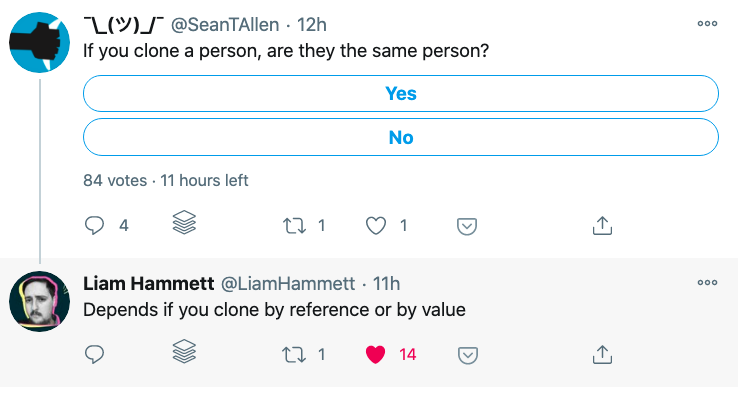 ¯\_(ツ)_/¯ @SeanTAllen · 12h
If you clone a person, are they the same person?
Yes
No
84 votes · 11 hours left
4 1 1
Liam Hammett @LiamHammett · 11h
Depends if you clone by reference or by value
1 14